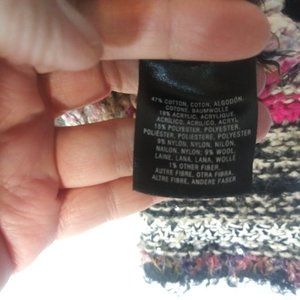 47% COTTON, COTON, ALGODÓN,
COTONE, BAUMWOLLE
18% ACRYLIC, ACRYLIQUE,
ACRÍLICO, ACRILICO, ACRYL
15% POLYESTER, POLYESTER,
POLIÉSTER, POLIESTERE, POLYESTER
9% NYLON, NYLON, NILÓN,
NAILON, NYLON; 9% WOOL,
LAINE, LANA, LANA, WOLLE
1% OTHER FIBER,
AUTRE FIBRE, OTRA FIBRA,
ALTRE FIBRE, ANDERE FASER